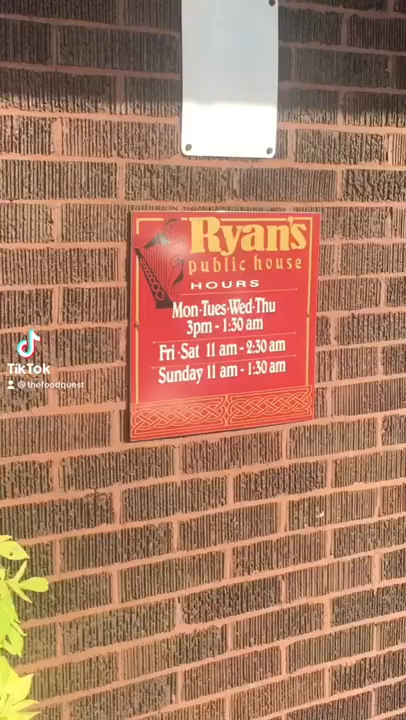 Ryan's
public house
HOURS
Mon-Tues-Wed-Thu
3pm - 1:30 am
Fri-Sat 11 am - 2:30 am
Sunday 11 am - 1:30 am
TikTok
@thefoodquest